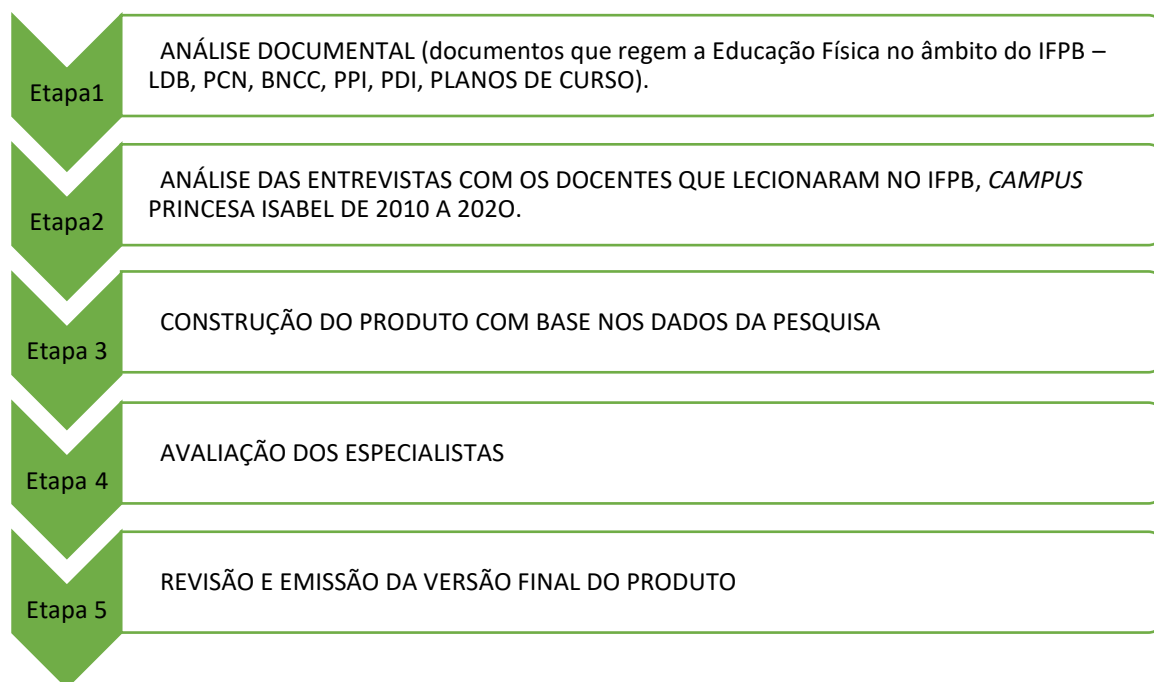 Etapa1
ANÁLISE DOCUMENTAL (documentos que regem a Educação Física no âmbito do IFPB –
LDB, PCN, BNCC, PPI, PDI, PLANOS DE CURSO).
Etapa2
ANÁLISE DAS ENTREVISTAS COM OS DOCENTES QUE LECIONARAM NO IFPB, CAMPUS
PRINCESA ISABEL DE 2010 A 202O.
Etapa 3
CONSTRUÇÃO DO PRODUTO COM BASE NOS DADOS DA PESQUISA
Etapa 4
AVALIAÇÃO DOS ESPECIALISTAS
Etapa 5
REVISÃO E EMISSÃO DA VERSÃO FINAL DO PRODUTO